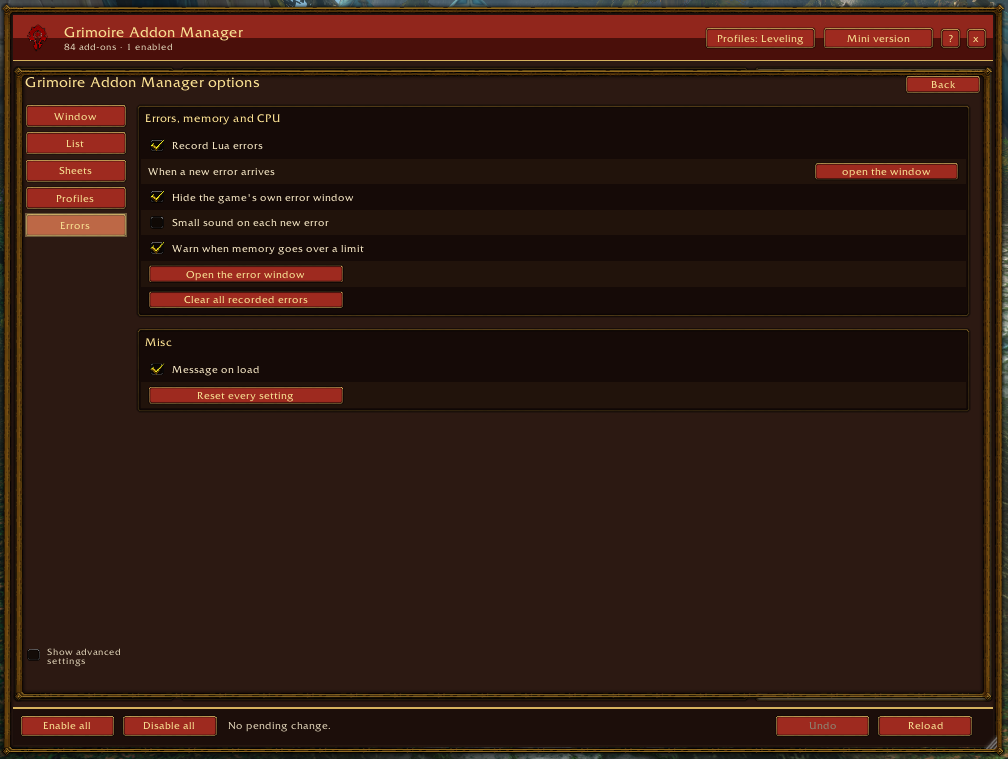 Grimoire Addon Manager
84 add-ons · 1 enabled
Profiles: Leveling
Mini version
?
x
Grimoire Addon Manager options
Back
Window
List
Sheets
Profiles
Errors
Errors, memory and CPU
Record Lua errors
When a new error arrives
open the window
Hide the game's own error window
Small sound on each new error
Warn when memory goes over a limit
Open the error window
Clear all recorded errors
Misc
Message on load
Reset every setting
Show advanced
settings
Enable all
Disable all
No pending change.
Undo
Reload